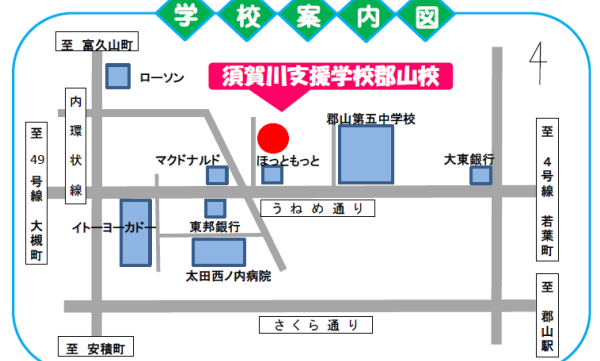 学校案内図
至 富久山町
ローソン
須賀川支援学校郡山校
内環状線
郡山第五中学校
至 49号線 大槻町
マクドナルド
ほっともっと
大東銀行
至 4号線 若葉町
うねめ通り
イトーヨーカドー
東邦銀行
太田西ノ内病院
至 郡山駅
さくら通り
至 安積町